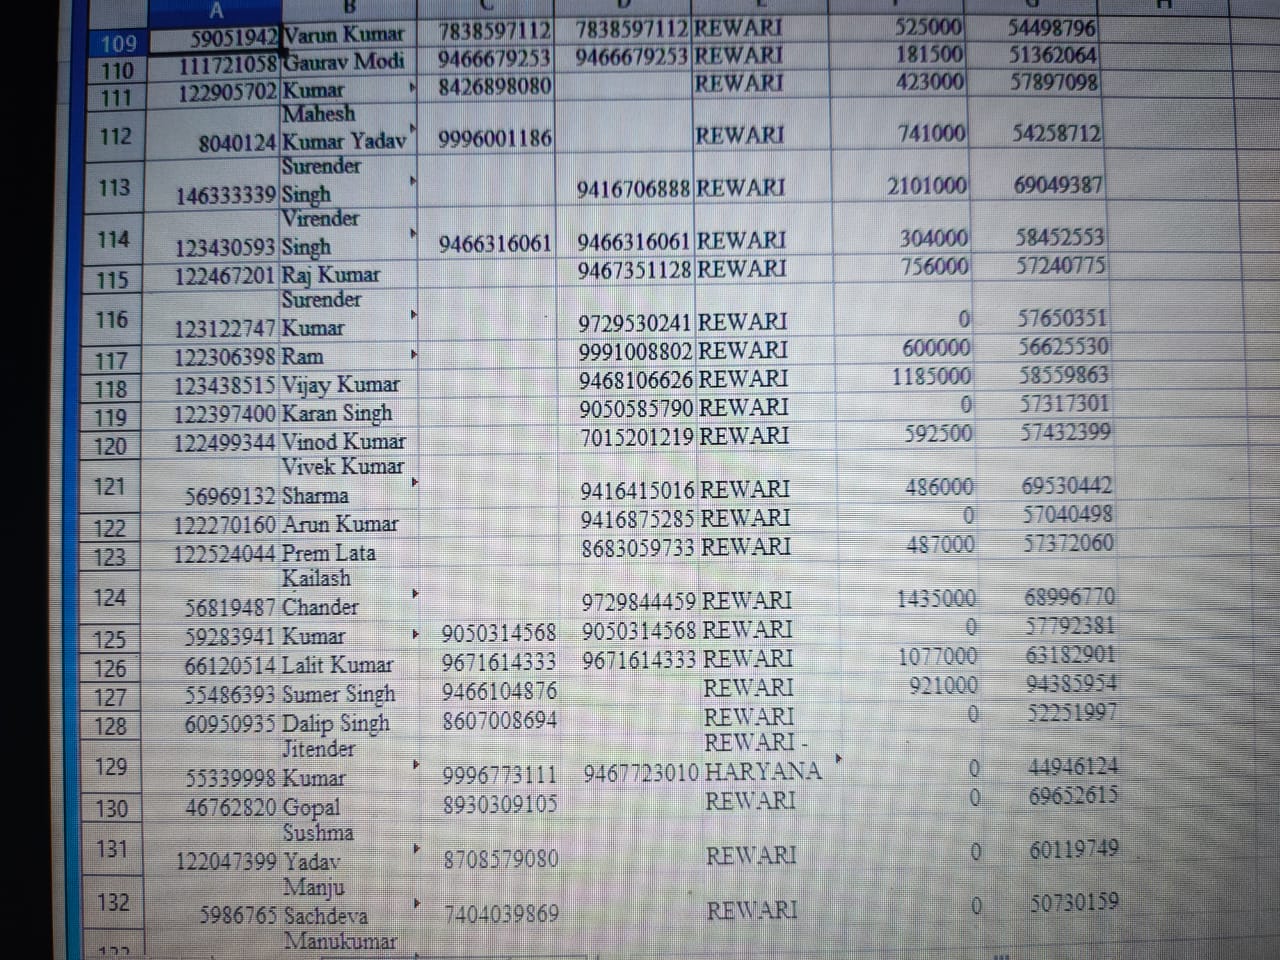 A B C D E F G H
109 59051942 Varun Kumar 7838597112 7838597112 REWARI 525000 54498796
110 111721058 Gaurav Modi 9466679253 9466679253 REWARI 181500 51362064
111 122905702 Kumar 8426898080 REWARI 423000 57897098
Mahesh
112 8040124 Kumar Yadav 9996001186 REWARI 741000 54258712
Surender
113 146333339 Singh 9416706888 REWARI 2101000 69049387
Virender
114 123430593 Singh 9466316061 9466316061 REWARI 304000 58452553
115 122467201 Raj Kumar 9467351128 REWARI 756000 57240775
Surender
116 123122747 Kumar 9729530241 REWARI 0 57650351
117 122306398 Ram 9991008802 REWARI 600000 56625530
118 123438515 Vijay Kumar 9468106626 REWARI 1185000 58559863
119 122397400 Karan Singh 9050585790 REWARI 0 57317301
120 122499344 Vinod Kumar 7015201219 REWARI 592500 57432399
Vivek Kumar
121 56969132 Sharma 9416415016 REWARI 486000 69530442
122 122270160 Arun Kumar 9416875285 REWARI 0 57040498
123 122524044 Prem Lata 8683059733 REWARI 487000 57372060
Kailash
124 56819487 Chander 9729844459 REWARI 1435000 68996770
125 59283941 Kumar 9050314568 9050314568 REWARI 0 57792381
126 66120514 Lalit Kumar 9671614333 9671614333 REWARI 1077000 63182901
127 55486393 Sumer Singh 9466104876 REWARI 921000 94385954
128 60950935 Dalip Singh 8607008694 REWARI 0 52251997
Jitender REWARI -
129 55339998 Kumar 9996773111 9467723010 HARYANA 0 44946124
130 46762820 Gopal 8930309105 REWARI 0 69652615
Sushma
131 122047399 Yadav 8708579080 REWARI 0 60119749
Manju
132 5986765 Sachdeva 7404039869 REWARI 0 50730159
Manukumar